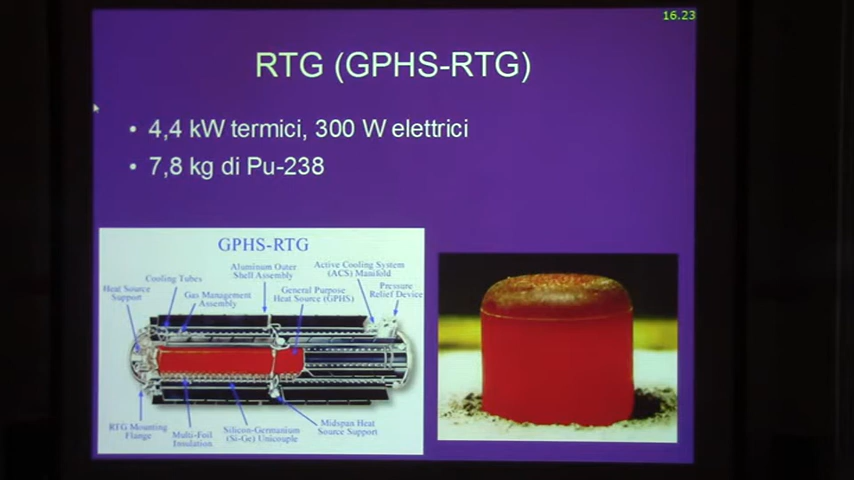 16.23
RTG (GPHS-RTG)
• 4,4 kW termici, 300 W elettrici
• 7,8 kg di Pu-238
GPHS-RTG
Cooling Tubes
Aluminum Outer
Shell Assembly
Active Cooling System
(ACS) Manifold
Heat Source
Support
Gas Management
Assembly
General Purpose
Heat Source (GPHS)
Pressure
Relief Device
RTG Mounting
Flange
Multi-Foil
Insulation
Silicon-Germanium
(Si-Ge) Unicouple
Midspan Heat
Source Support